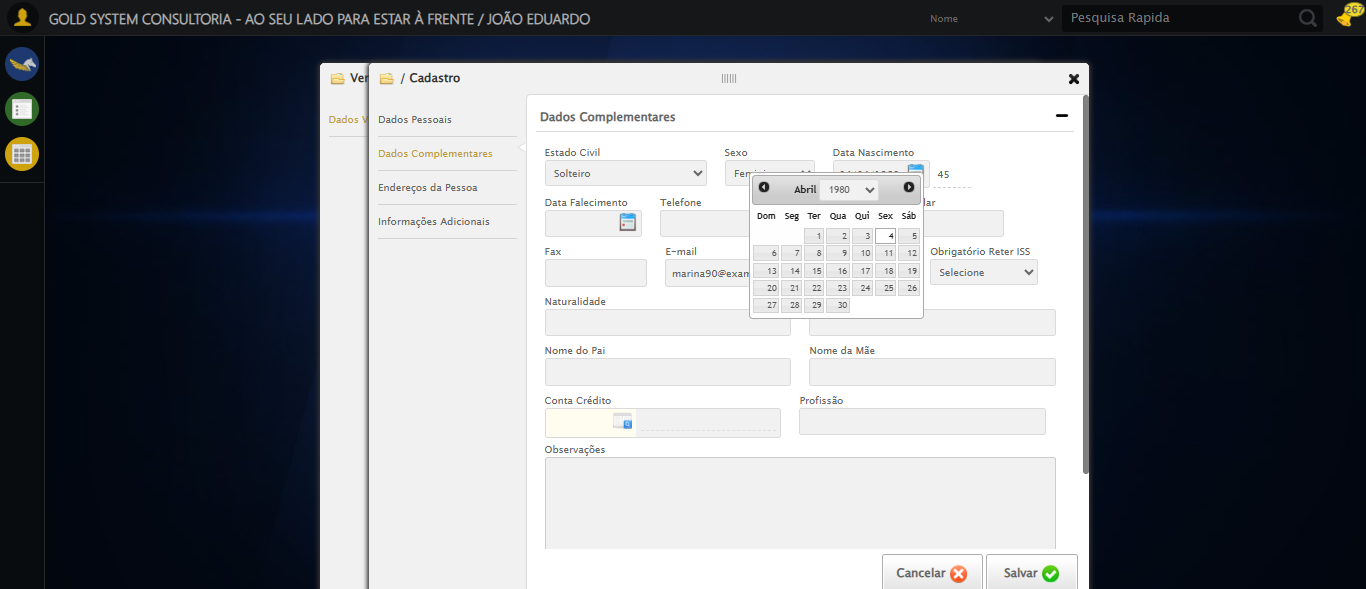 GOLD SYSTEM CONSULTORIA - AO SEU LADO PARA ESTAR À FRENTE / JOÃO EDUARDO
Nome
Pesquisa Rapida
267
Ver
/ Cadastro
Dados V
Dados Pessoais
Dados Complementares
Endereços da Pessoa
Informações Adicionais
Dados Complementares
Estado Civil
Sexo
Data Nascimento
Solteiro
45
Abril
1980
Dom Seg Ter Qua Qui Sex Sáb
1 2 3 4 5
6 7 8 9 10 11 12
13 14 15 16 17 18 19
20 21 22 23 24 25 26
27 28 29 30
Data Falecimento
Telefone
lar
Fax
E-mail
Obrigatório Reter ISS
marina90@exam
Selecione
Naturalidade
Nome do Pai
Nome da Mãe
Conta Crédito
Profissão
Observações
Cancelar
Salvar